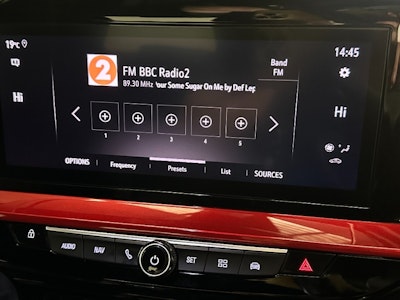 19℃
14:45
2
FM BBC Radio2
89.30 MHz our Some Sugar On Me by Def Lep
Band
FM
Hi
Hi
1 2 3 4 5
OPTIONS Frequency Presets List SOURCES
AUDIO NAV SET